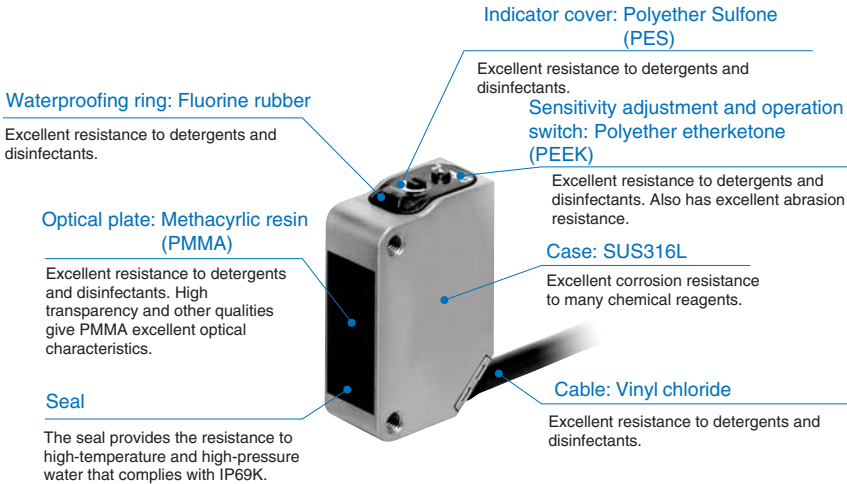 Indicator cover: Polyether Sulfone
(PES)
Excellent resistance to detergents and
disinfectants.
Waterproofing ring: Fluorine rubber
Excellent resistance to detergents and
disinfectants.
Sensitivity adjustment and operation
switch: Polyether etherketone
(PEEK)
Excellent resistance to detergents and
disinfectants. Also has excellent abrasion
resistance.
Optical plate: Methacyrlic resin
(PMMA)
Excellent resistance to detergents
and disinfectants. High
transparency and other qualities
give PMMA excellent optical
characteristics.
Case: SUS316L
Excellent corrosion resistance
to many chemical reagents.
Seal
The seal provides the resistance to
high-temperature and high-pressure
water that complies with IP69K.
Cable: Vinyl chloride
Excellent resistance to detergents and
disinfectants.